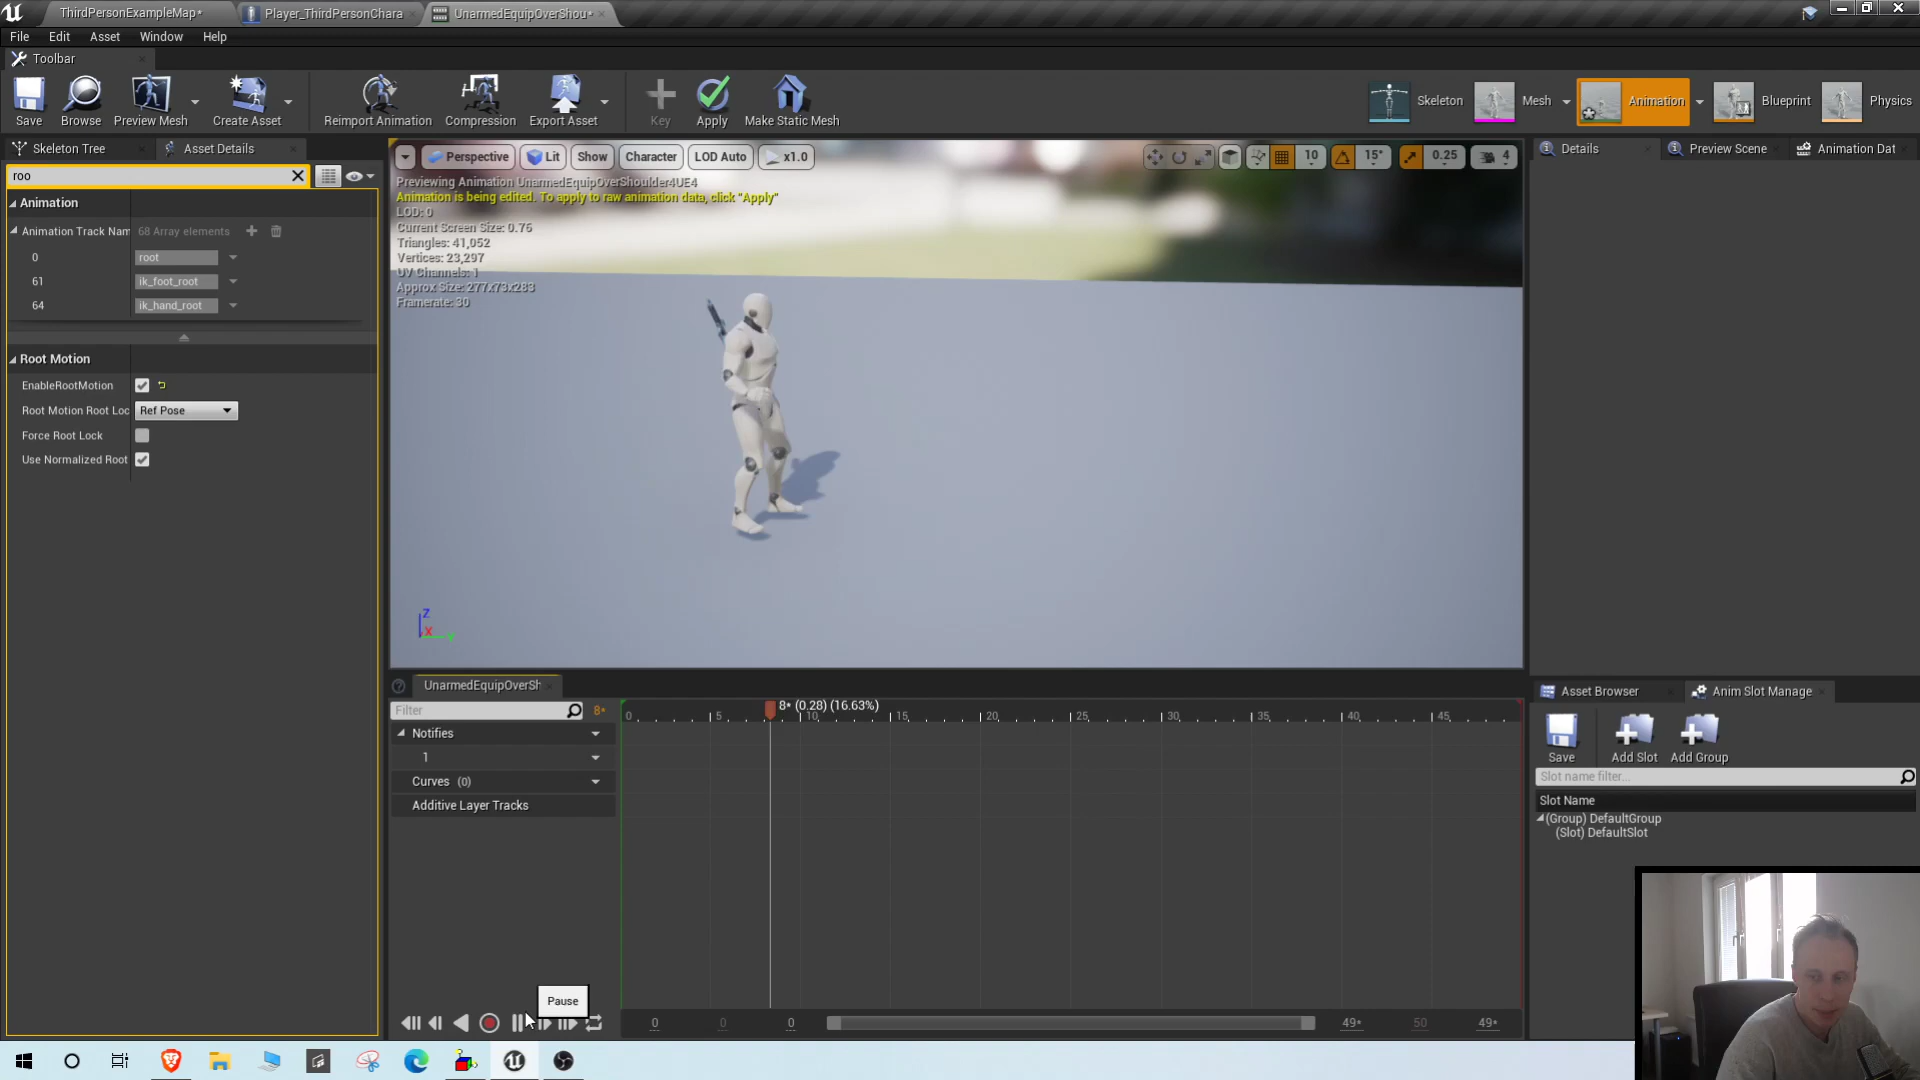 ThirdPersonExampleMap*
Player_ThirdPersonChara
UnarmedEquipOverShou*
File Edit Asset Window Help
Toolbar
Save
Browse
Preview Mesh
Create Asset
Reimport Animation
Compression
Export Asset
Key
Apply
Make Static Mesh
Skeleton
Mesh
Animation
Blueprint
Physics
Skeleton Tree
Asset Details
roo
Animation
Animation Track Nam
68 Array elements
0 root
61 ik_foot_root
64 ik_hand_root
Root Motion
EnableRootMotion
Root Motion Root Loc Ref Pose
Force Root Lock
Use Normalized Root
Perspective Lit Show Character LOD Auto x1.0
10 15° 0.25 4
Previewing Animation UnarmedEquipOverShoulder4UE4
Animation is being edited. To apply to raw animation data, click "Apply"
LOD: 0
Current Screen Size: 0.76
Triangles: 41,052
Vertices: 23,297
UV Channels: 1
Approx Size: 277x73x283
Framerate: 30
Z
X
Details
Preview Scene
Animation Dat
UnarmedEquipOverSh
Filter
8*
8* (0.28) (16.63%)
0 5 10 15 20 25 30 35 40 45
Notifies
1
Curves (0)
Additive Layer Tracks
Pause
0 0 0 49* 50 49*
Asset Browser
Anim Slot Manage
Save
Add Slot
Add Group
Slot name filter...
Slot Name
(Group) DefaultGroup
(Slot) DefaultSlot